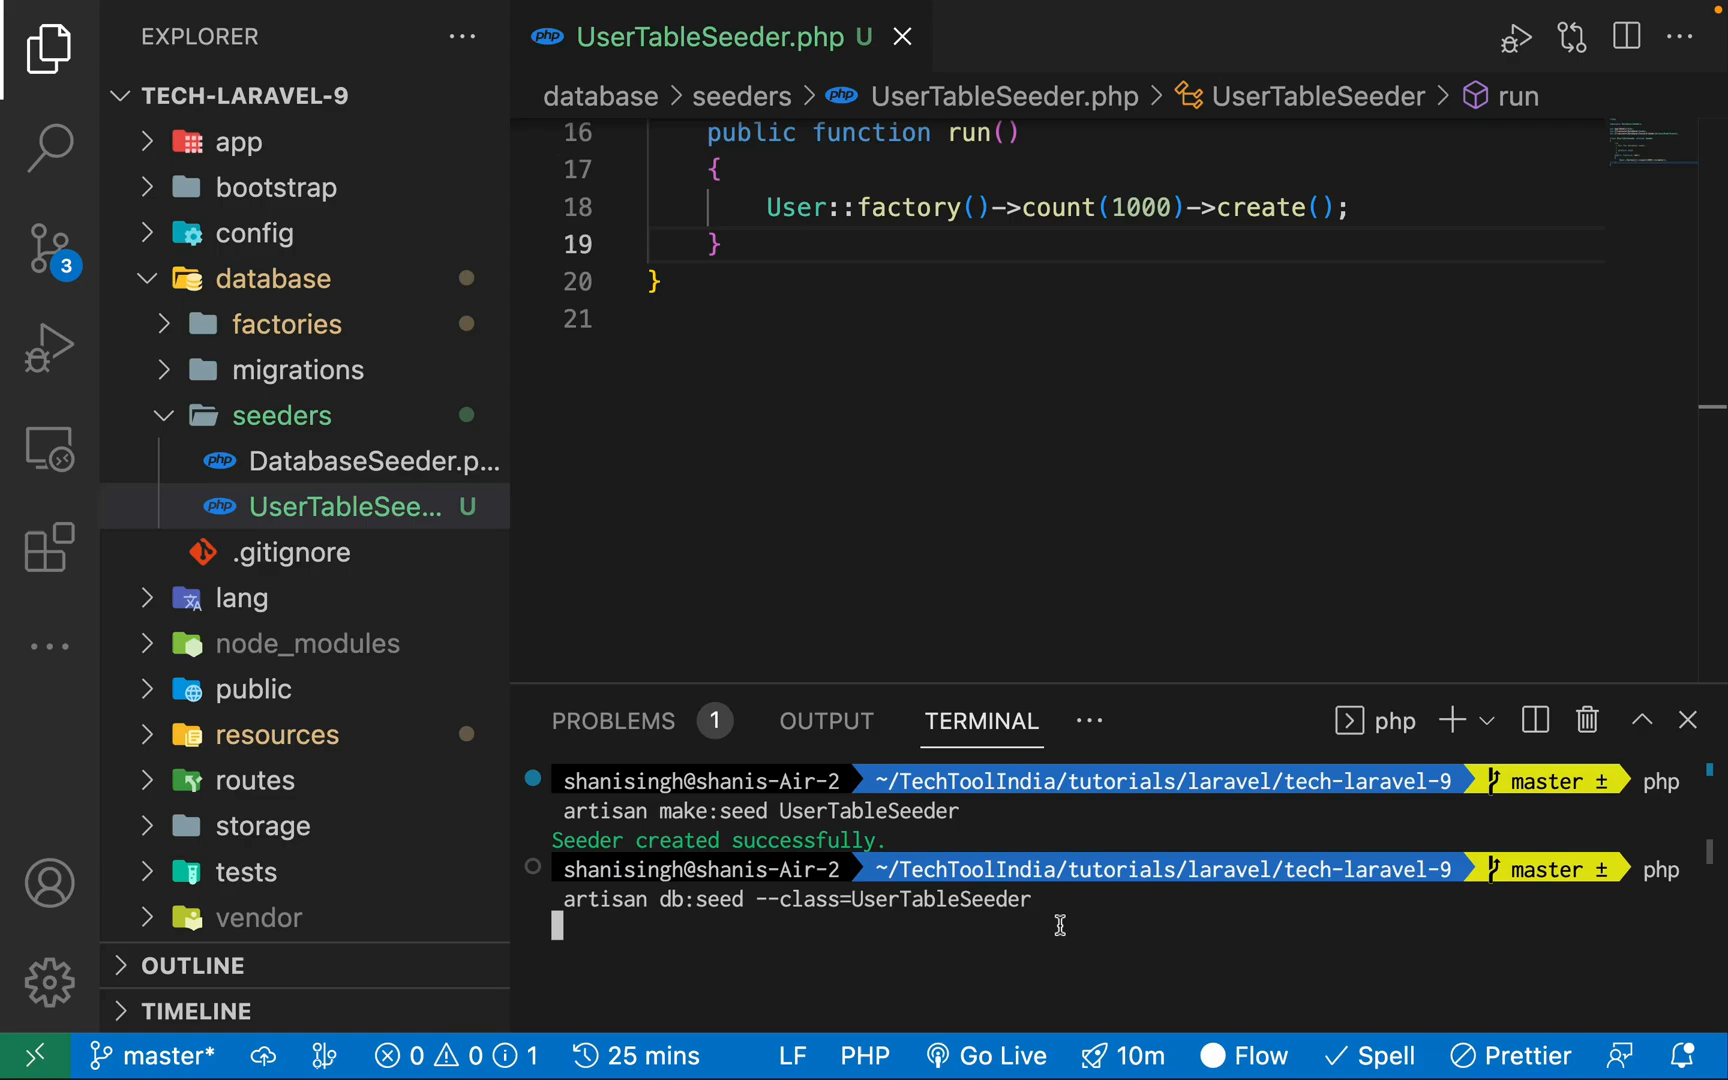 EXPLORER
TECH-LARAVEL-9
app
bootstrap
config
database
factories
migrations
seeders
DatabaseSeeder.p...
UserTableSee... U
.gitignore
lang
node_modules
public
resources
routes
storage
tests
vendor
OUTLINE
TIMELINE
3
php UserTableSeeder.php U
database > seeders > php UserTableSeeder.php > UserTableSeeder > run
16 public function run()
17 {
18 User::factory()->count(1000)->create();
19 }
20 }
21
PROBLEMS 1 OUTPUT TERMINAL ... php
shanisingh@shanis-Air-2 ~/TechToolIndia/tutorials/laravel/tech-laravel-9 master ± php
artisan make:seed UserTableSeeder
Seeder created successfully.
shanisingh@shanis-Air-2 ~/TechToolIndia/tutorials/laravel/tech-laravel-9 master ± php
artisan db:seed --class=UserTableSeeder
master* 0 0 1 25 mins LF PHP Go Live 10m Flow Spell Prettier